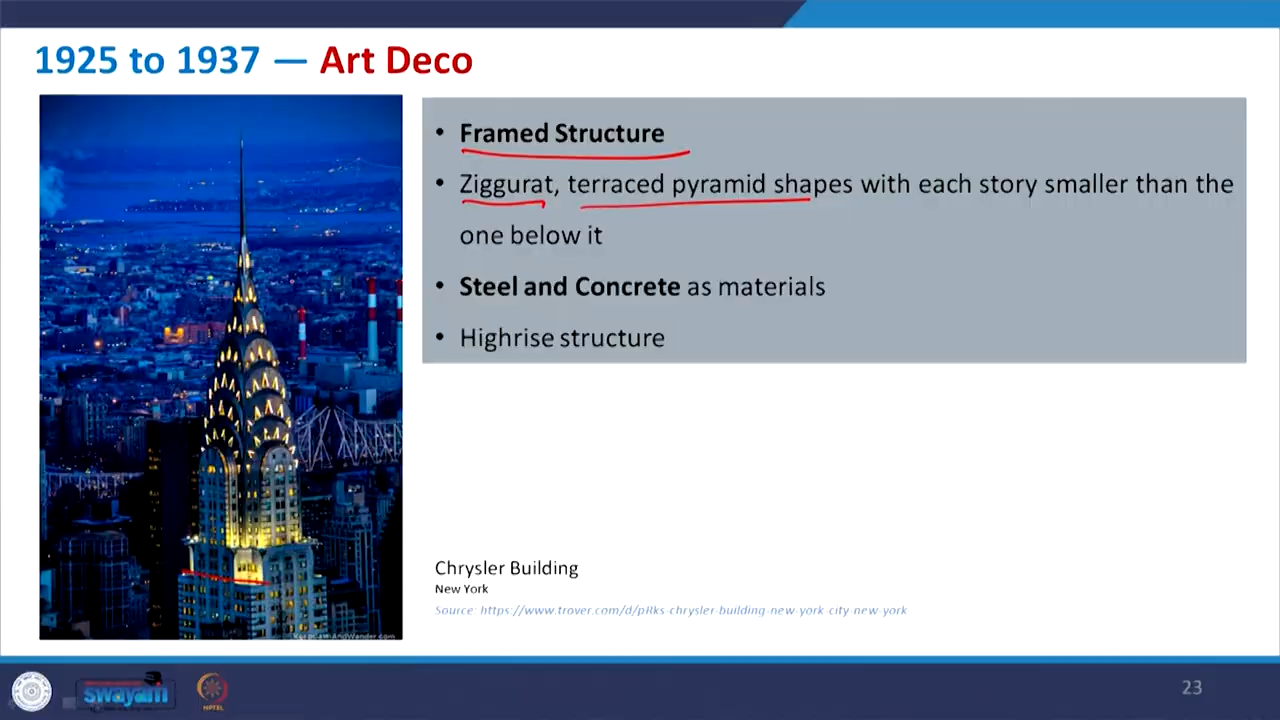 1925 to 1937 — Art Deco
• Framed Structure
• Ziggurat, terraced pyramid shapes with each story smaller than the
one below it
• Steel and Concrete as materials
• Highrise structure
Chrysler Building
New York
Source: https://www.trover.com/d/pRks-chrysler-building-new-york-city-new-york
swayam
NPTEL
23